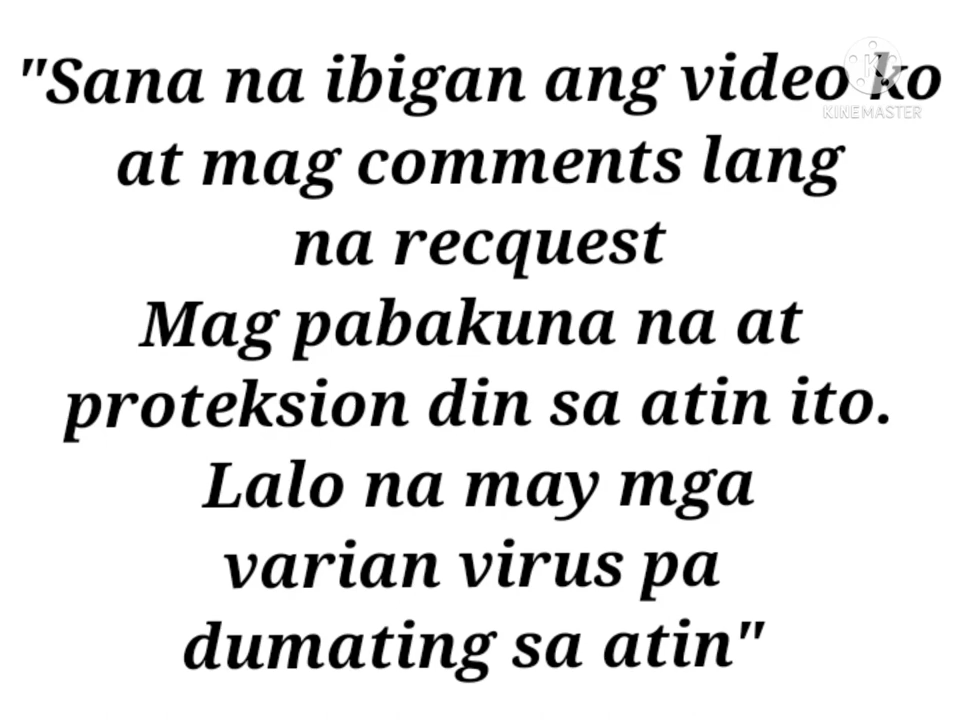 "Sana na ibigan ang video ko
KINEMASTER
at mag comments lang
na recquest
Mag pabakuna na at
proteksion din sa atin ito.
Lalo na may mga
varian virus pa
dumating sa atin"